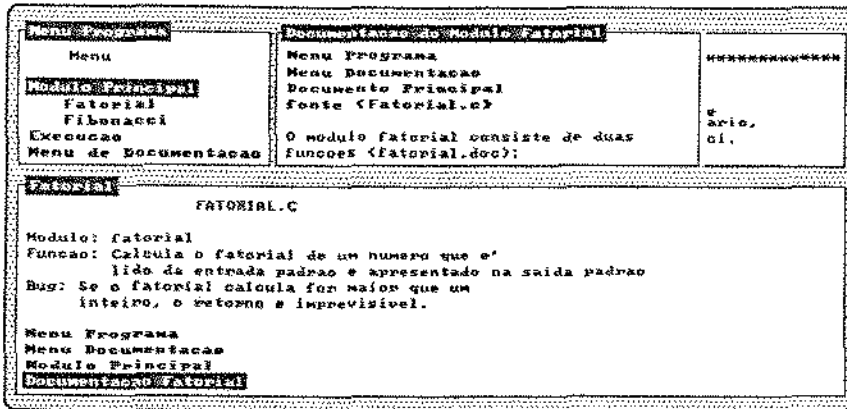 Menu Programa
Menu
Modulo Principal
Fatorial
Fibonacci
Execucao
Menu de Documentacao
Documentacao do Modulo Fatorial
Menu Programa
Menu Documentacao
Documento Principal
fonte <Fatorial.c>
O modulo fatorial consiste de duas
funcoes <fatorial.doc>:
*************
e
ario,
ci,
Fatorial
FATORIAL.C
Modulo: fatorial
Funcao: Calcula o fatorial de um numero que e'
lido da entrada padrao e apresentado na saida padrao
Bug: Se o fatorial calcula for maior que um
inteiro, o retorno e imprevisivel.
Menu Programa
Menu Documentacao
Modulo Principal
Documentacao Fatorial